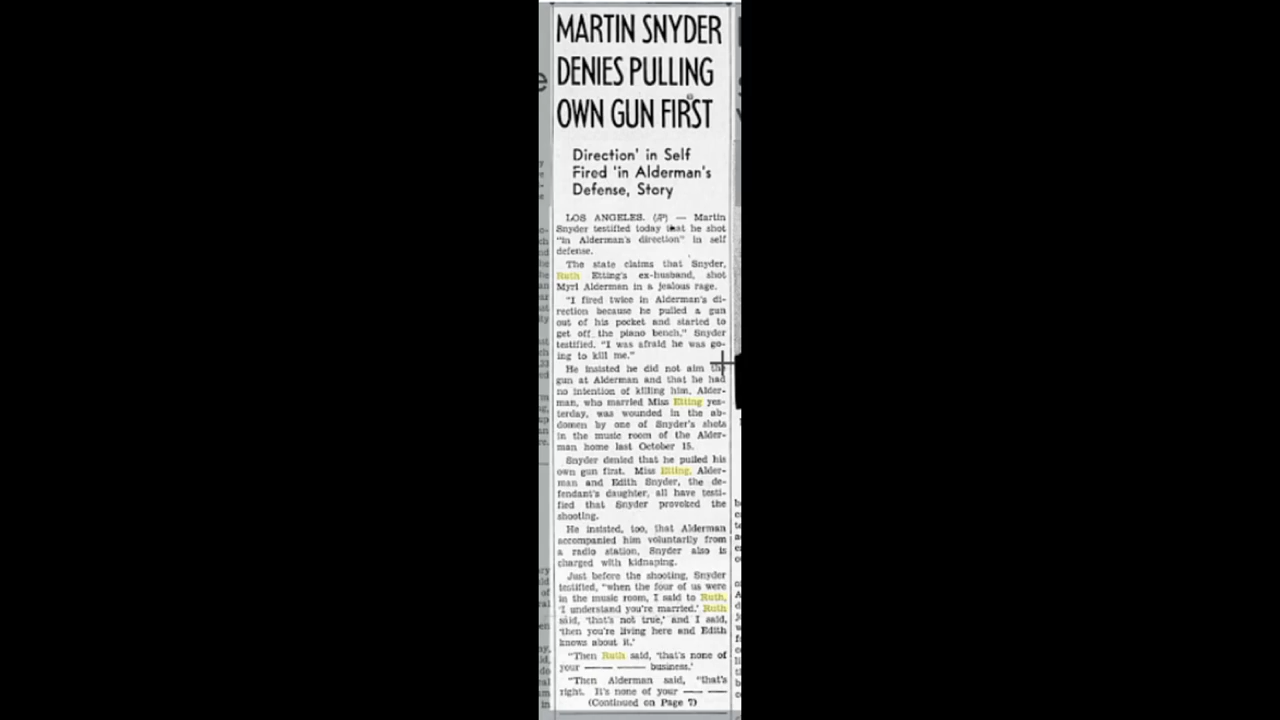 MARTIN SNYDER
DENIES PULLING
OWN GUN FIRST
Direction' in Self
Fired 'in Alderman's
Defense, Story
LOS ANGELES. (AP) — Martin
Snyder testified today that he shot
"in Alderman's direction" in self
defense.
The state claims that Snyder,
Ruth Etting's ex-husband, shot
Myrl Alderman in a jealous rage.
"I fired twice in Alderman's di-
rection because he pulled a gun
out of his pocket and started to
get off the piano bench," Snyder
testified. "I was afraid he was go-
ing to kill me."
He insisted he did not aim the
gun at Alderman and that he had
no intention of killing him. Alder-
man, who married Miss Etting yes-
terday, was wounded in the ab-
domen by one of Snyder's shots
in the music room of the Alder-
man home last October 15.
Snyder denied that he pulled his
own gun first. Miss Etting, Alder-
man and Edith Snyder, the de-
fendant's daughter, all have testi-
fied that Snyder provoked the
shooting.
He insisted, too, that Alderman
accompanied him voluntarily from
a radio station, Snyder also is
charged with kidnaping.
Just before the shooting, Snyder
testified, "when the four of us were
in the music room, I said to Ruth,
'I understand you're married.' Ruth
said, 'that's not true,' and I said,
'then you're living here and Edith
knows about it.'
"Then Ruth said, 'that's none of
your —— —— business.'
"Then Alderman said, "that's
right. It's none of your —— ——
(Continued on Page 7)